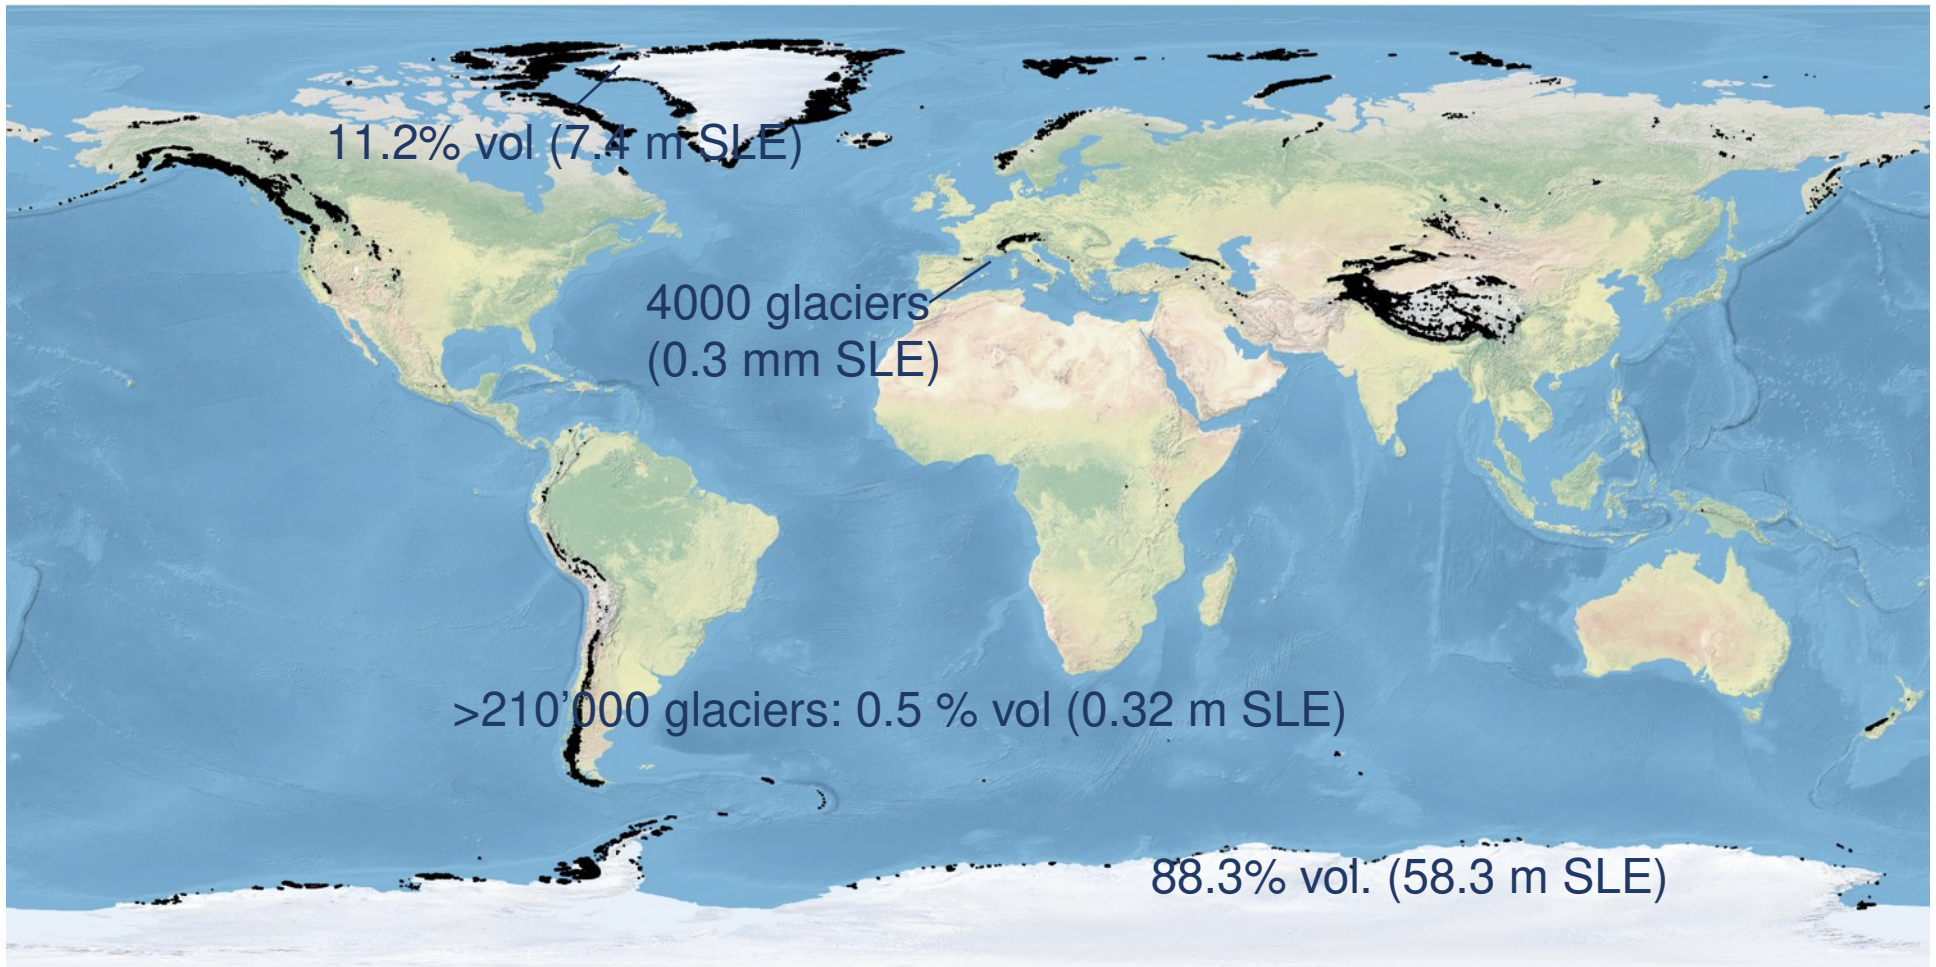 11.2% vol (7.4 m SLE)
4000 glaciers
(0.3 mm SLE)
>210’000 glaciers: 0.5 % vol (0.32 m SLE)
88.3% vol. (58.3 m SLE)